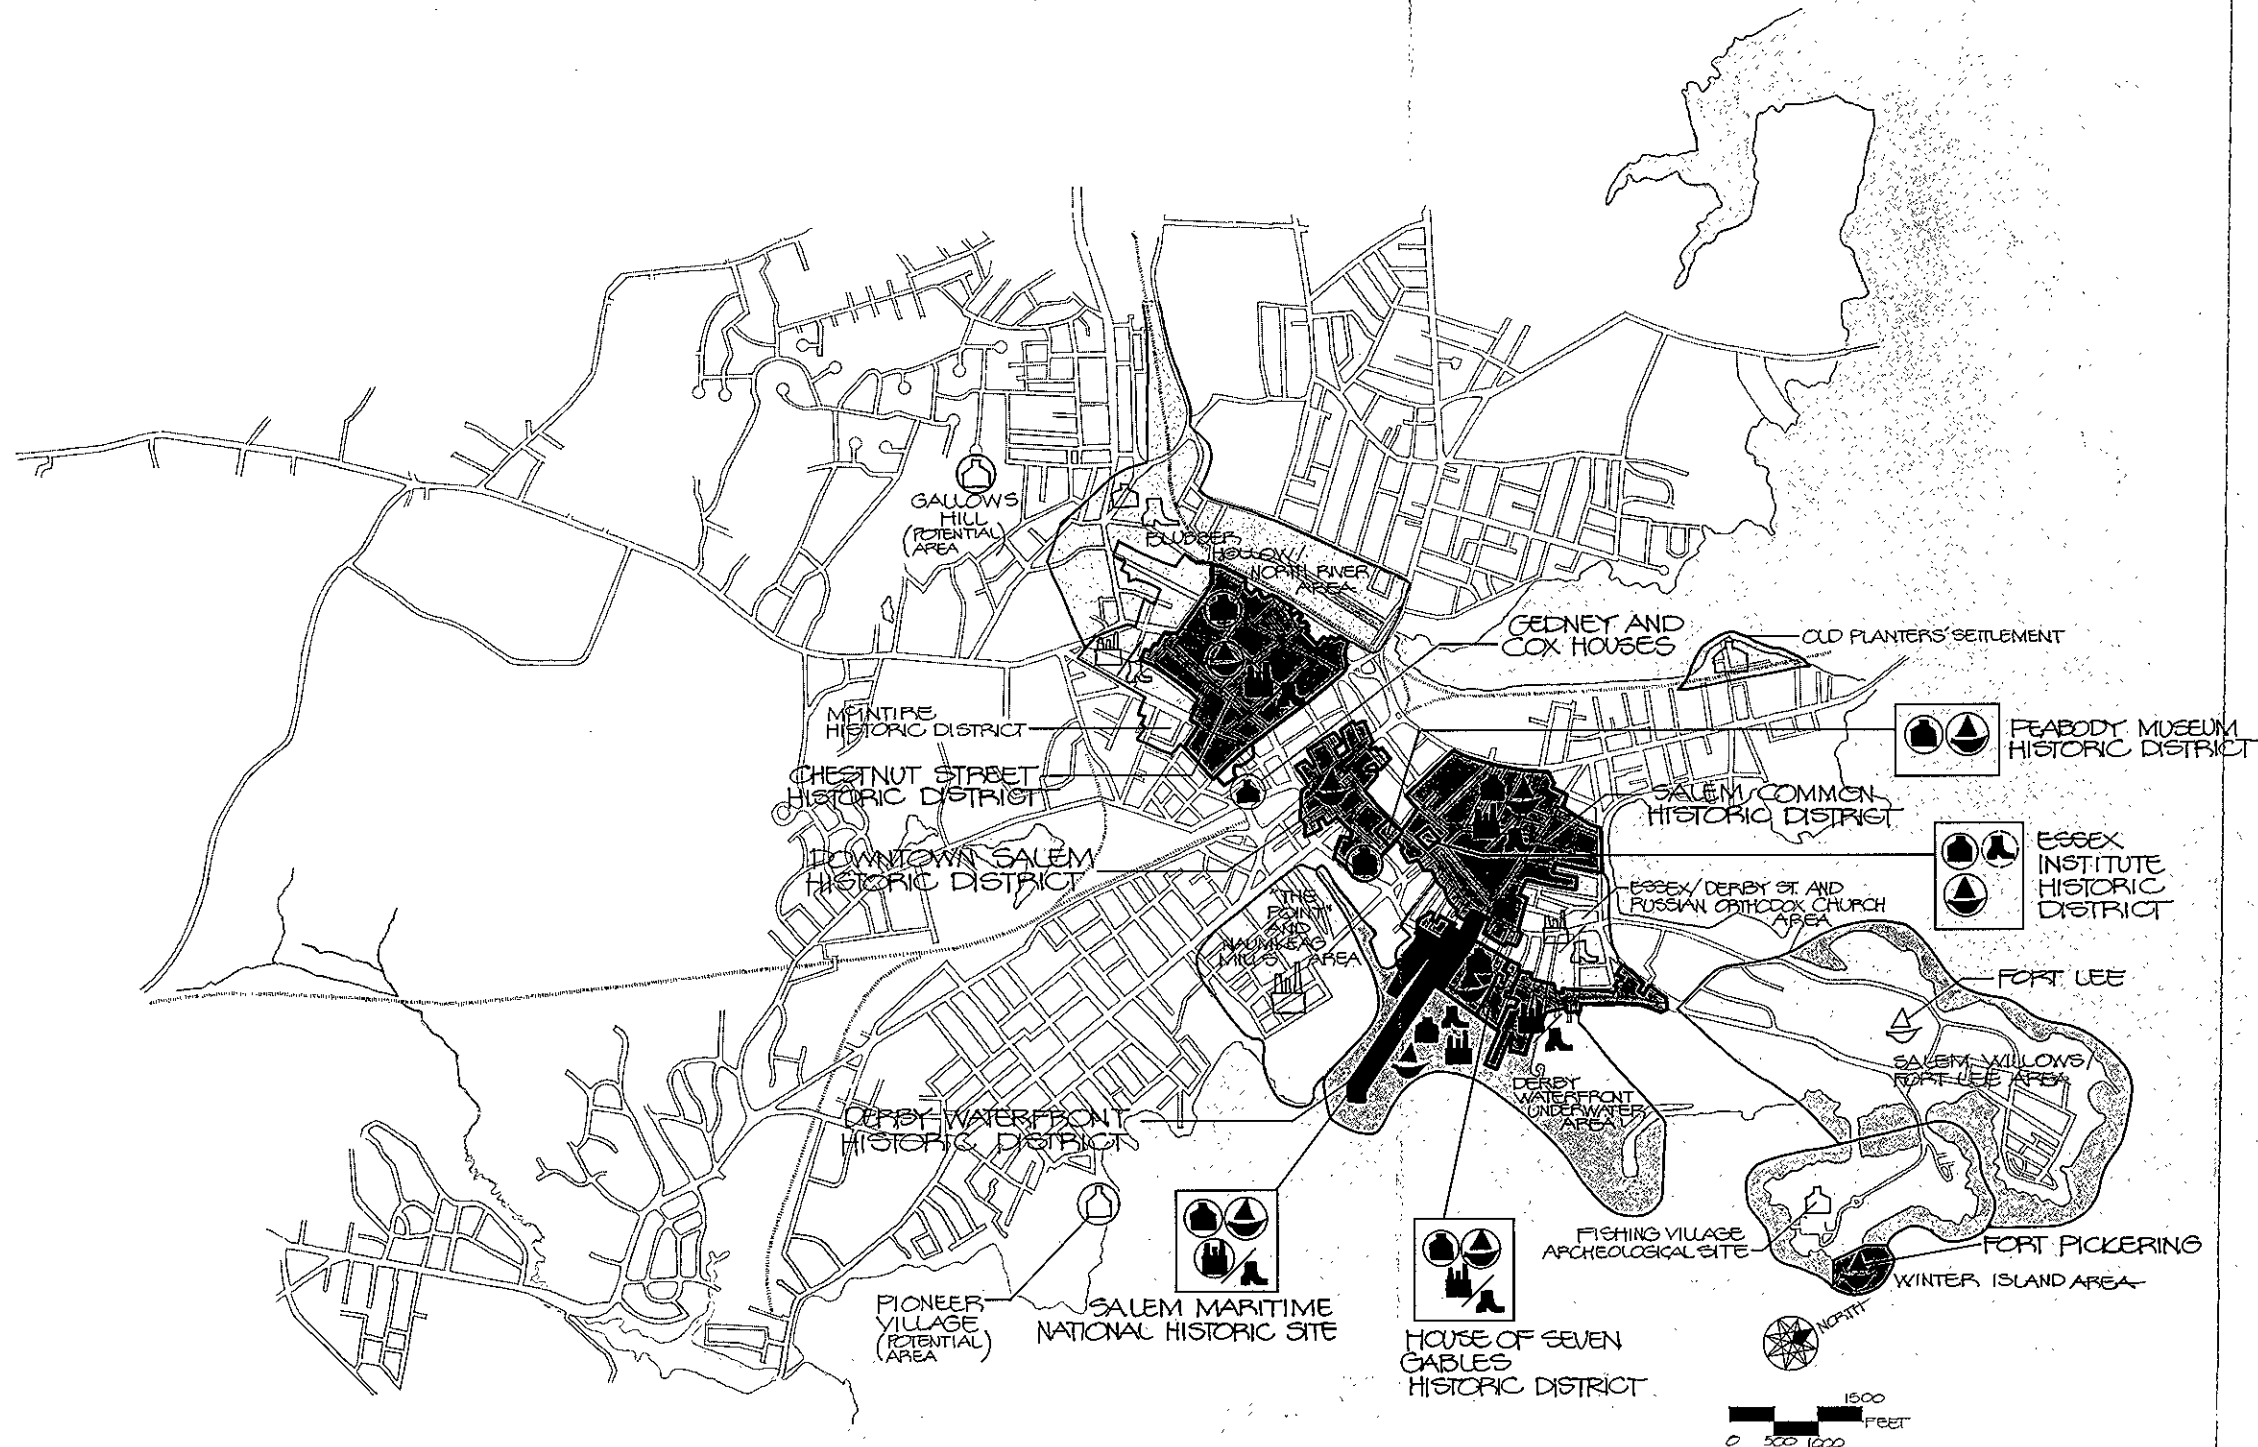 GALLOWS
HILL
(POTENTIAL)
AREA
BLUBBER
HOLLOW/
NORTH RIVER
AREA
GEDNEY AND
COX HOUSES
OLD PLANTERS' SETTLEMENT
McINTIRE
HISTORIC DISTRICT
PEABODY MUSEUM
HISTORIC DISTRICT
CHESTNUT STREET
HISTORIC DISTRICT
SALEM COMMON
HISTORIC DISTRICT
DOWNTOWN SALEM
HISTORIC DISTRICT
ESSEX
INSTITUTE
HISTORIC
DISTRICT
"THE
POINT"
AND
NAUMKEAG
MILLS AREA
ESSEX/DERBY ST. AND
RUSSIAN ORTHODOX CHURCH
AREA
FORT LEE
SALEM WILLOWS/
FORT LEE AREA
DERBY
WATERFRONT
UNDERWATER
AREA
DERBY WATERFRONT
HISTORIC DISTRICT
FISHING VILLAGE
ARCHEOLOGICAL SITE
FORT PICKERING
WINTER ISLAND AREA
PIONEER
VILLAGE
(POTENTIAL)
AREA
SALEM MARITIME
NATIONAL HISTORIC SITE
HOUSE OF SEVEN
GABLES
HISTORIC DISTRICT
NORTH
1500
FEET
0 500 1000